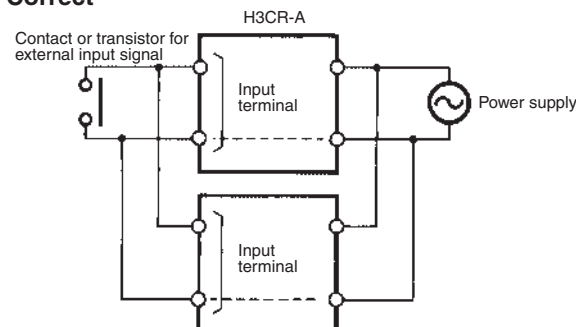 Correct
H3CR-A
Contact or transistor for
external input signal
Input
terminal
Power supply
Input
terminal